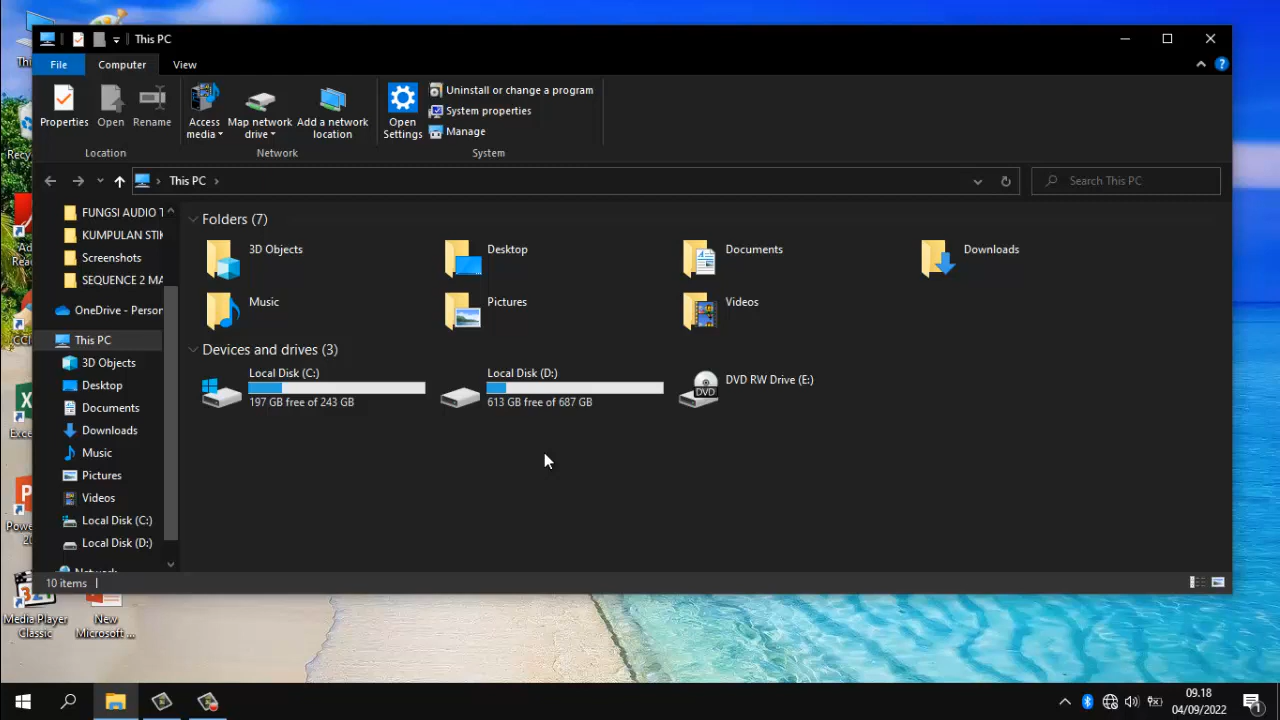 This PC
File
Computer
View
Properties
Open
Rename
Access
media
Map network
drive
Add a network
location
Open
Settings
Uninstall or change a program
System properties
Manage
Location
Network
System
This PC
Search This PC
FUNGSI AUDIO T
KUMPULAN STIK
Screenshots
SEQUENCE 2 MA
OneDrive - Person
This PC
3D Objects
Desktop
Documents
Downloads
Music
Pictures
Videos
Local Disk (C:)
Local Disk (D:)
Folders (7)
3D Objects
Desktop
Documents
Downloads
Music
Pictures
Videos
Devices and drives (3)
Local Disk (C:)
197 GB free of 243 GB
Local Disk (D:)
613 GB free of 687 GB
DVD
DVD RW Drive (E:)
10 items
Media Player
Classic
321
New
Microsoft ...
09.18
04/09/2022
1